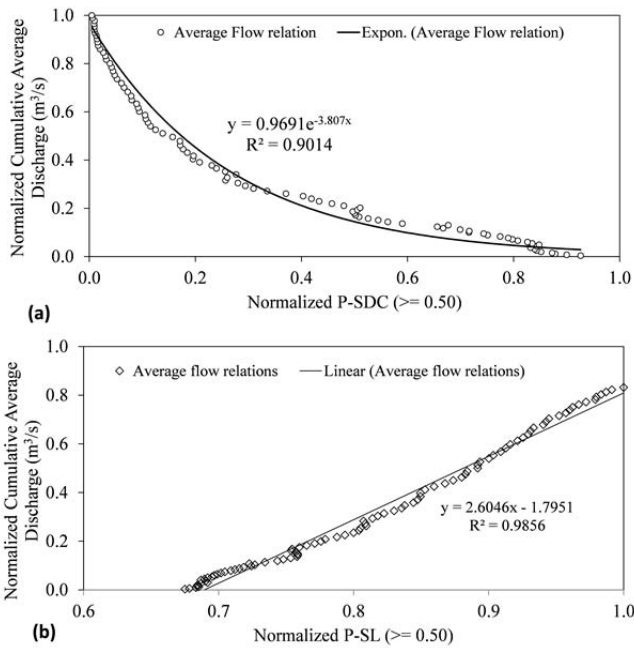 Average Flow relation
Expon. (Average Flow relation)
Normalized Cumulative Average
Discharge (m³/s)
1.0
0.8
0.6
0.4
0.2
0.0
y = 0.9691e^-3.807x
R² = 0.9014
0.0 0.2 0.4 0.6 0.8 1.0
Normalized P-SDC (>= 0.50)
(a)
Average flow relations
Linear (Average flow relations)
Normalized Cumulative Average
Discharge (m³/s)
1.0
0.8
0.6
0.4
0.2
0.0
y = 2.6046x - 1.7951
R² = 0.9856
0.6 0.7 0.8 0.9 1.0
Normalized P-SL (>= 0.50)
(b)